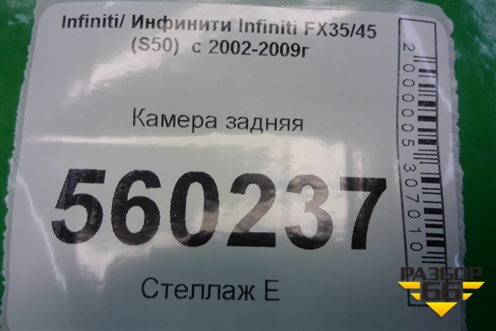 Infiniti/ Инфинити Infiniti FX35/45
(S50) с 2002-2009г
Камера задняя
560237
Стеллаж Е
2000005307010
РАЗБОР
66